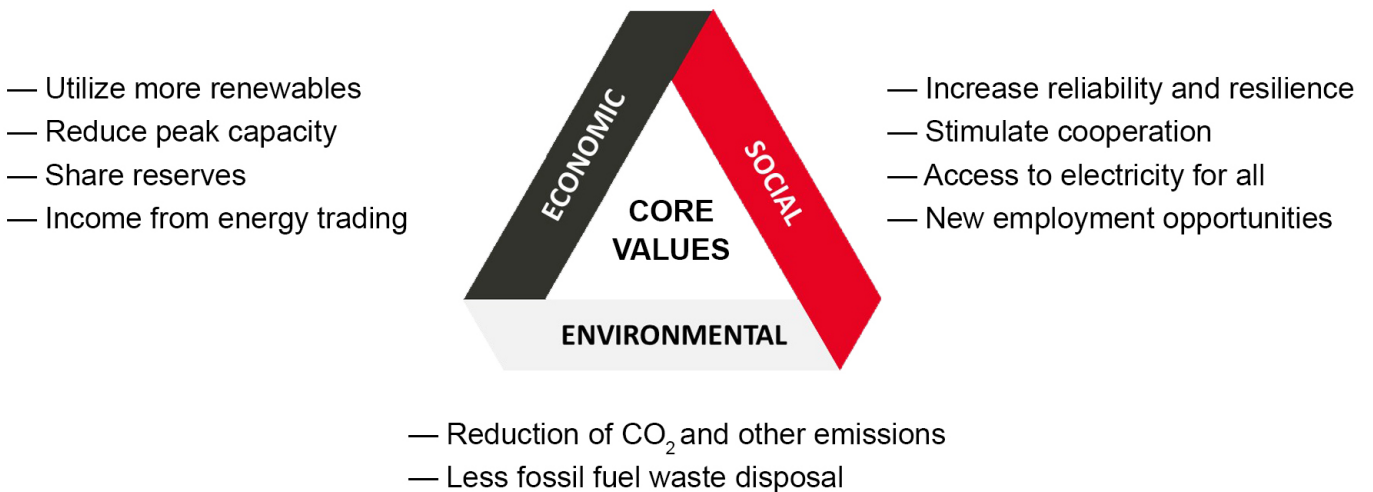 — Utilize more renewables
— Reduce peak capacity
— Share reserves
— Income from energy trading
ECONOMIC
SOCIAL
CORE
VALUES
ENVIRONMENTAL
— Increase reliability and resilience
— Stimulate cooperation
— Access to electricity for all
— New employment opportunities
— Reduction of CO₂ and other emissions
— Less fossil fuel waste disposal